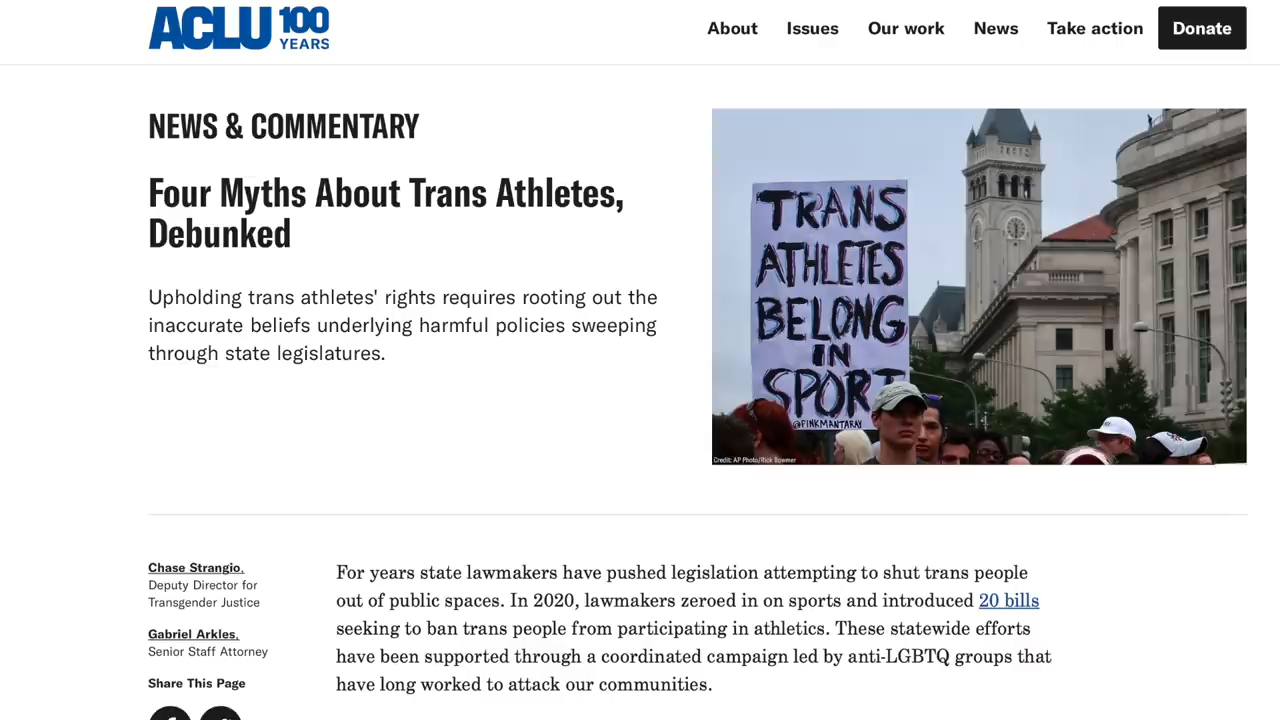 ACLU 100 YEARS
About Issues Our work News Take action Donate
NEWS & COMMENTARY
Four Myths About Trans Athletes,
Debunked
Upholding trans athletes' rights requires rooting out the
inaccurate beliefs underlying harmful policies sweeping
through state legislatures.
TRANS
ATHLETES
BELONG
IN
SPORT
@PINKMANTARAY
Credit: AP Photo/Rick Bowmer
Chase Strangio,
Deputy Director for
Transgender Justice
Gabriel Arkles,
Senior Staff Attorney
Share This Page
For years state lawmakers have pushed legislation attempting to shut trans people
out of public spaces. In 2020, lawmakers zeroed in on sports and introduced 20 bills
seeking to ban trans people from participating in athletics. These statewide efforts
have been supported through a coordinated campaign led by anti-LGBTQ groups that
have long worked to attack our communities.